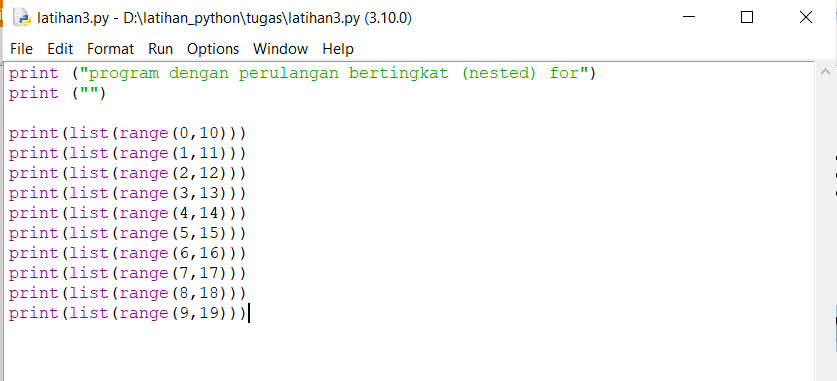 latihan3.py - D:\latihan_python\tugas\latihan3.py (3.10.0)
File Edit Format Run Options Window Help
print ("program dengan perulangan bertingkat (nested) for")
print ("")
print(list(range(0,10)))
print(list(range(1,11)))
print(list(range(2,12)))
print(list(range(3,13)))
print(list(range(4,14)))
print(list(range(5,15)))
print(list(range(6,16)))
print(list(range(7,17)))
print(list(range(8,18)))
print(list(range(9,19)))